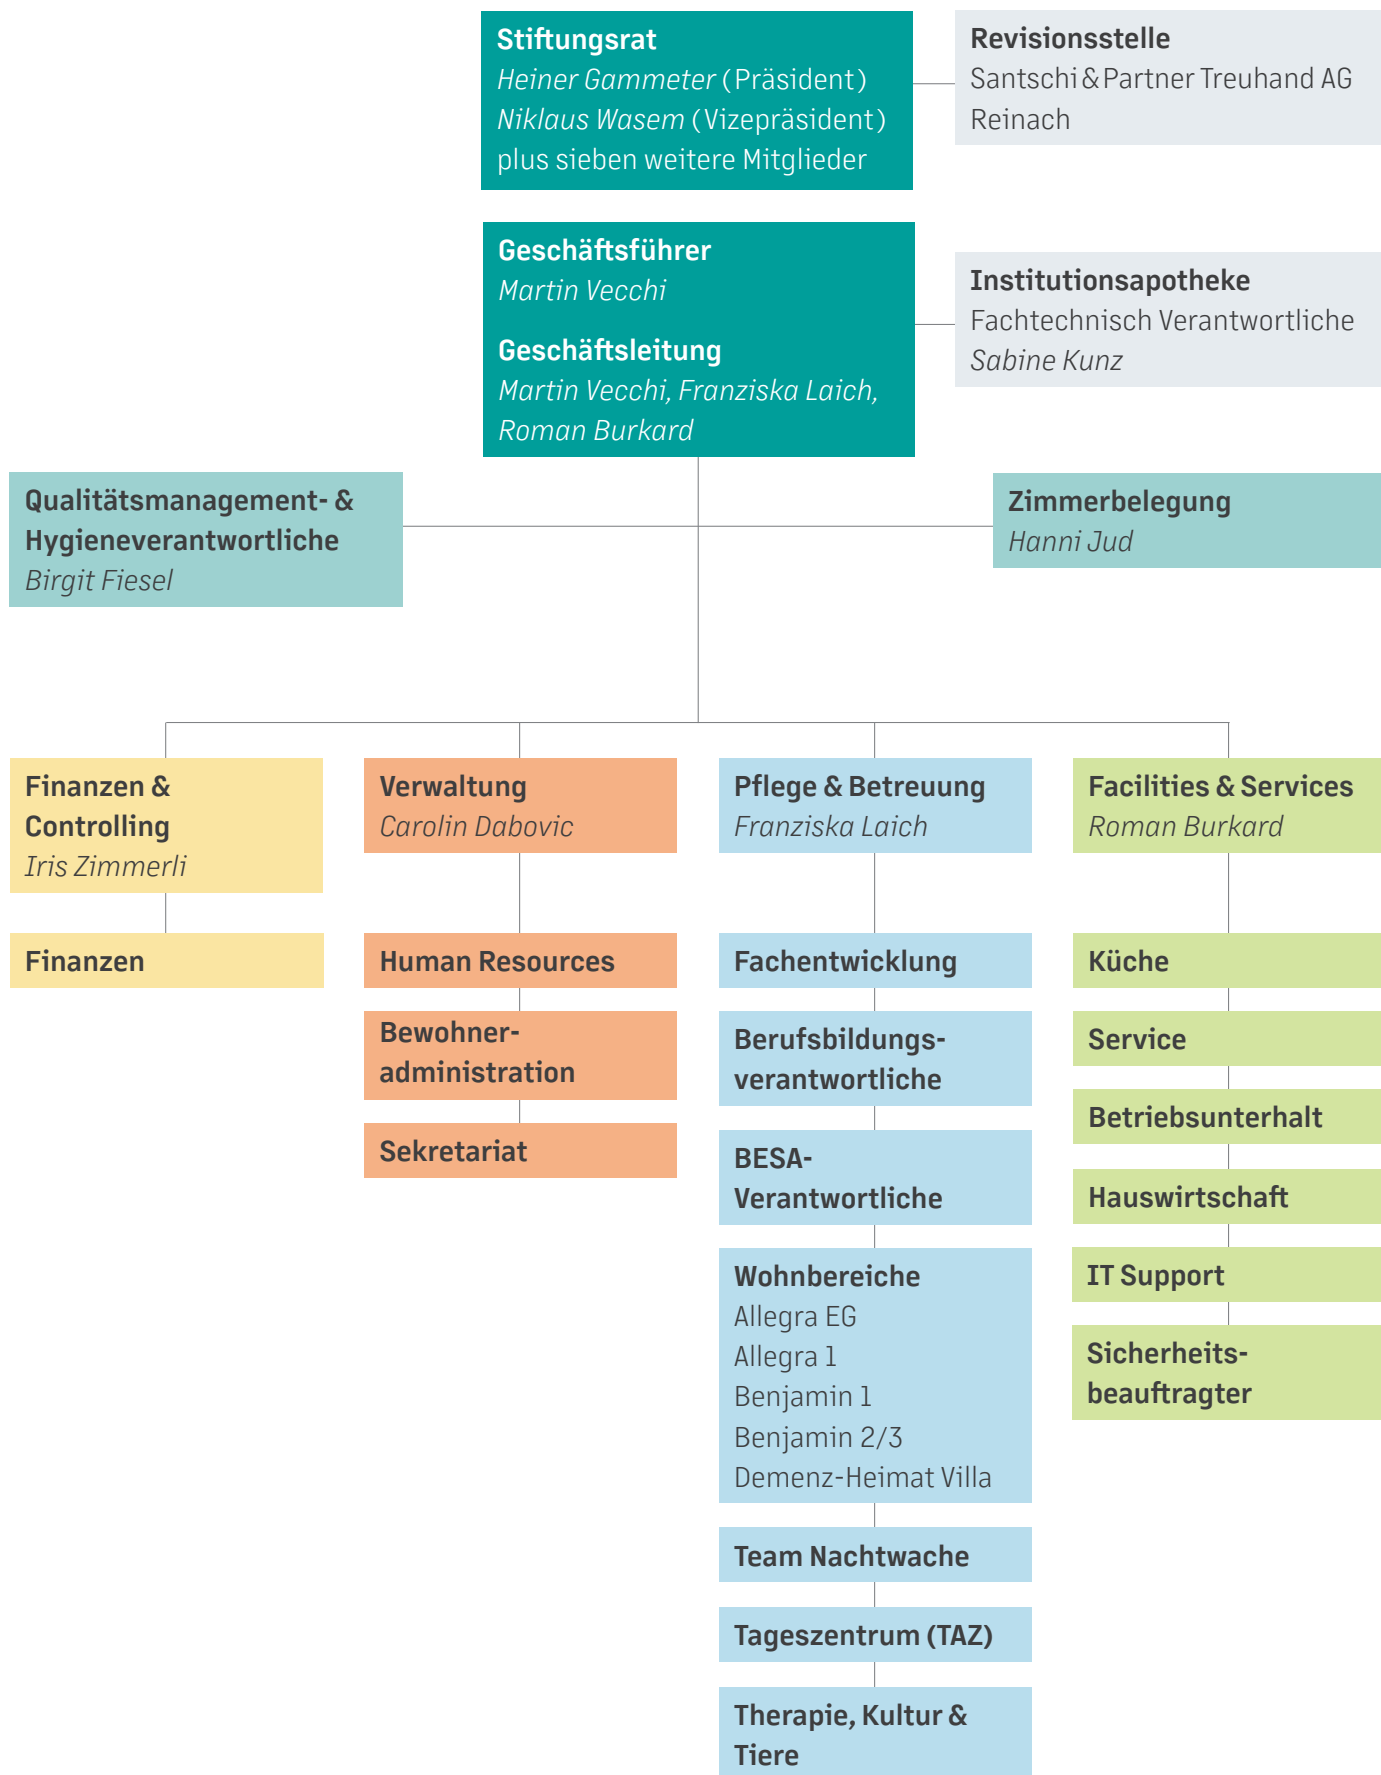 Stiftungsrat
Heiner Gammeter (Präsident)
Niklaus Wasem (Vizepräsident)
plus sieben weitere Mitglieder
Revisionsstelle
Santschi & Partner Treuhand AG
Reinach
Geschäftsführer
Martin Vecchi
Geschäftsleitung
Martin Vecchi, Franziska Laich,
Roman Burkard
Institutionsapotheke
Fachtechnisch Verantwortliche
Sabine Kunz
Qualitätsmanagement- &
Hygieneverantwortliche
Birgit Fiesel
Zimmerbelegung
Hanni Jud
Finanzen &
Controlling
Iris Zimmerli
Finanzen
Verwaltung
Carolin Dabovic
Human Resources
Bewohner-
administration
Sekretariat
Pflege & Betreuung
Franziska Laich
Fachentwicklung
Berufsbildungs-
verantwortliche
BESA-
Verantwortliche
Wohnbereiche
Allegra EG
Allegra 1
Benjamin 1
Benjamin 2/3
Demenz-Heimat Villa
Team Nachtwache
Tageszentrum (TAZ)
Therapie, Kultur &
Tiere
Facilities & Services
Roman Burkard
Küche
Service
Betriebsunterhalt
Hauswirtschaft
IT Support
Sicherheits-
beauftragter